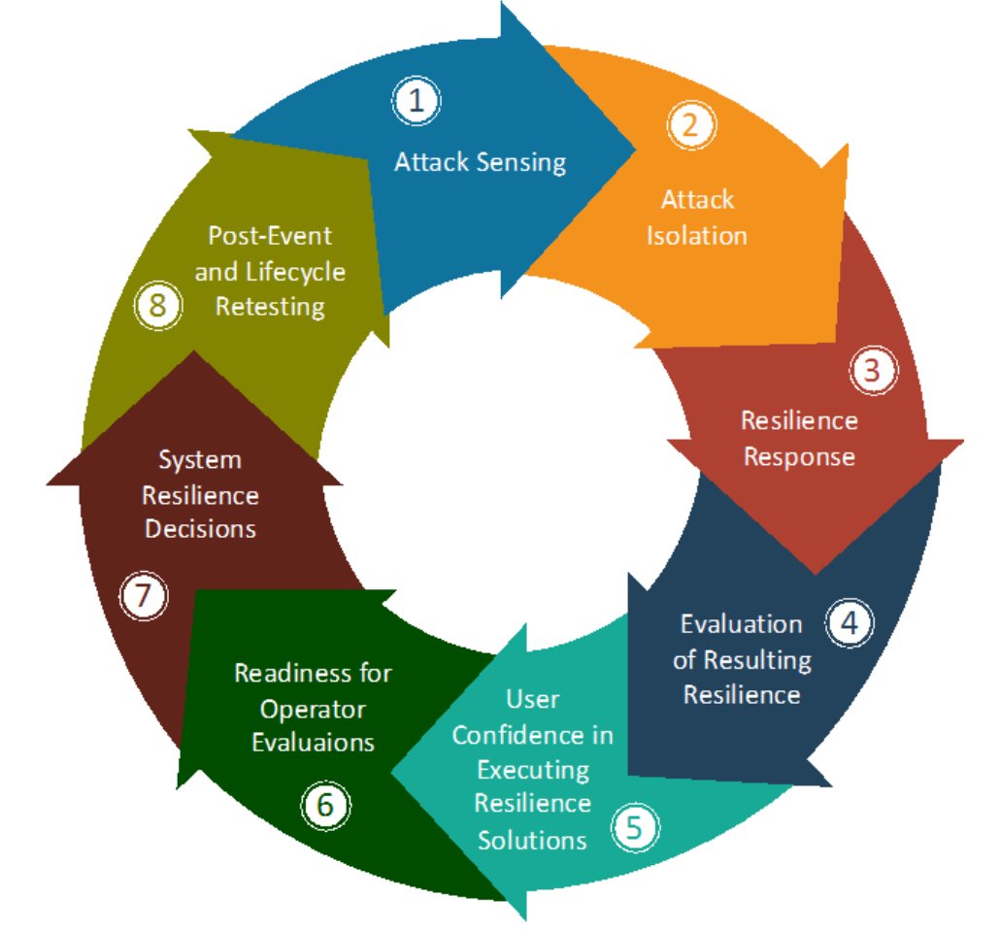 1
Attack Sensing
2
Attack
Isolation
3
Resilience
Response
4
Evaluation
of Resulting
Resilience
5
User
Confidence in
Executing
Resilience
Solutions
6
Readiness for
Operator
Evaluaions
7
System
Resilience
Decisions
8
Post-Event
and Lifecycle
Retesting